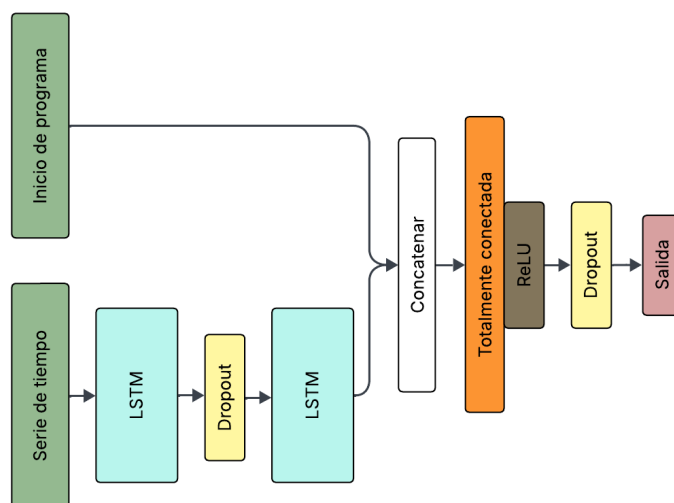 Inicio de programa
Serie de tiempo
LSTM
Dropout
LSTM
Concatenar
Totalmente conectada
ReLU
Dropout
Salida